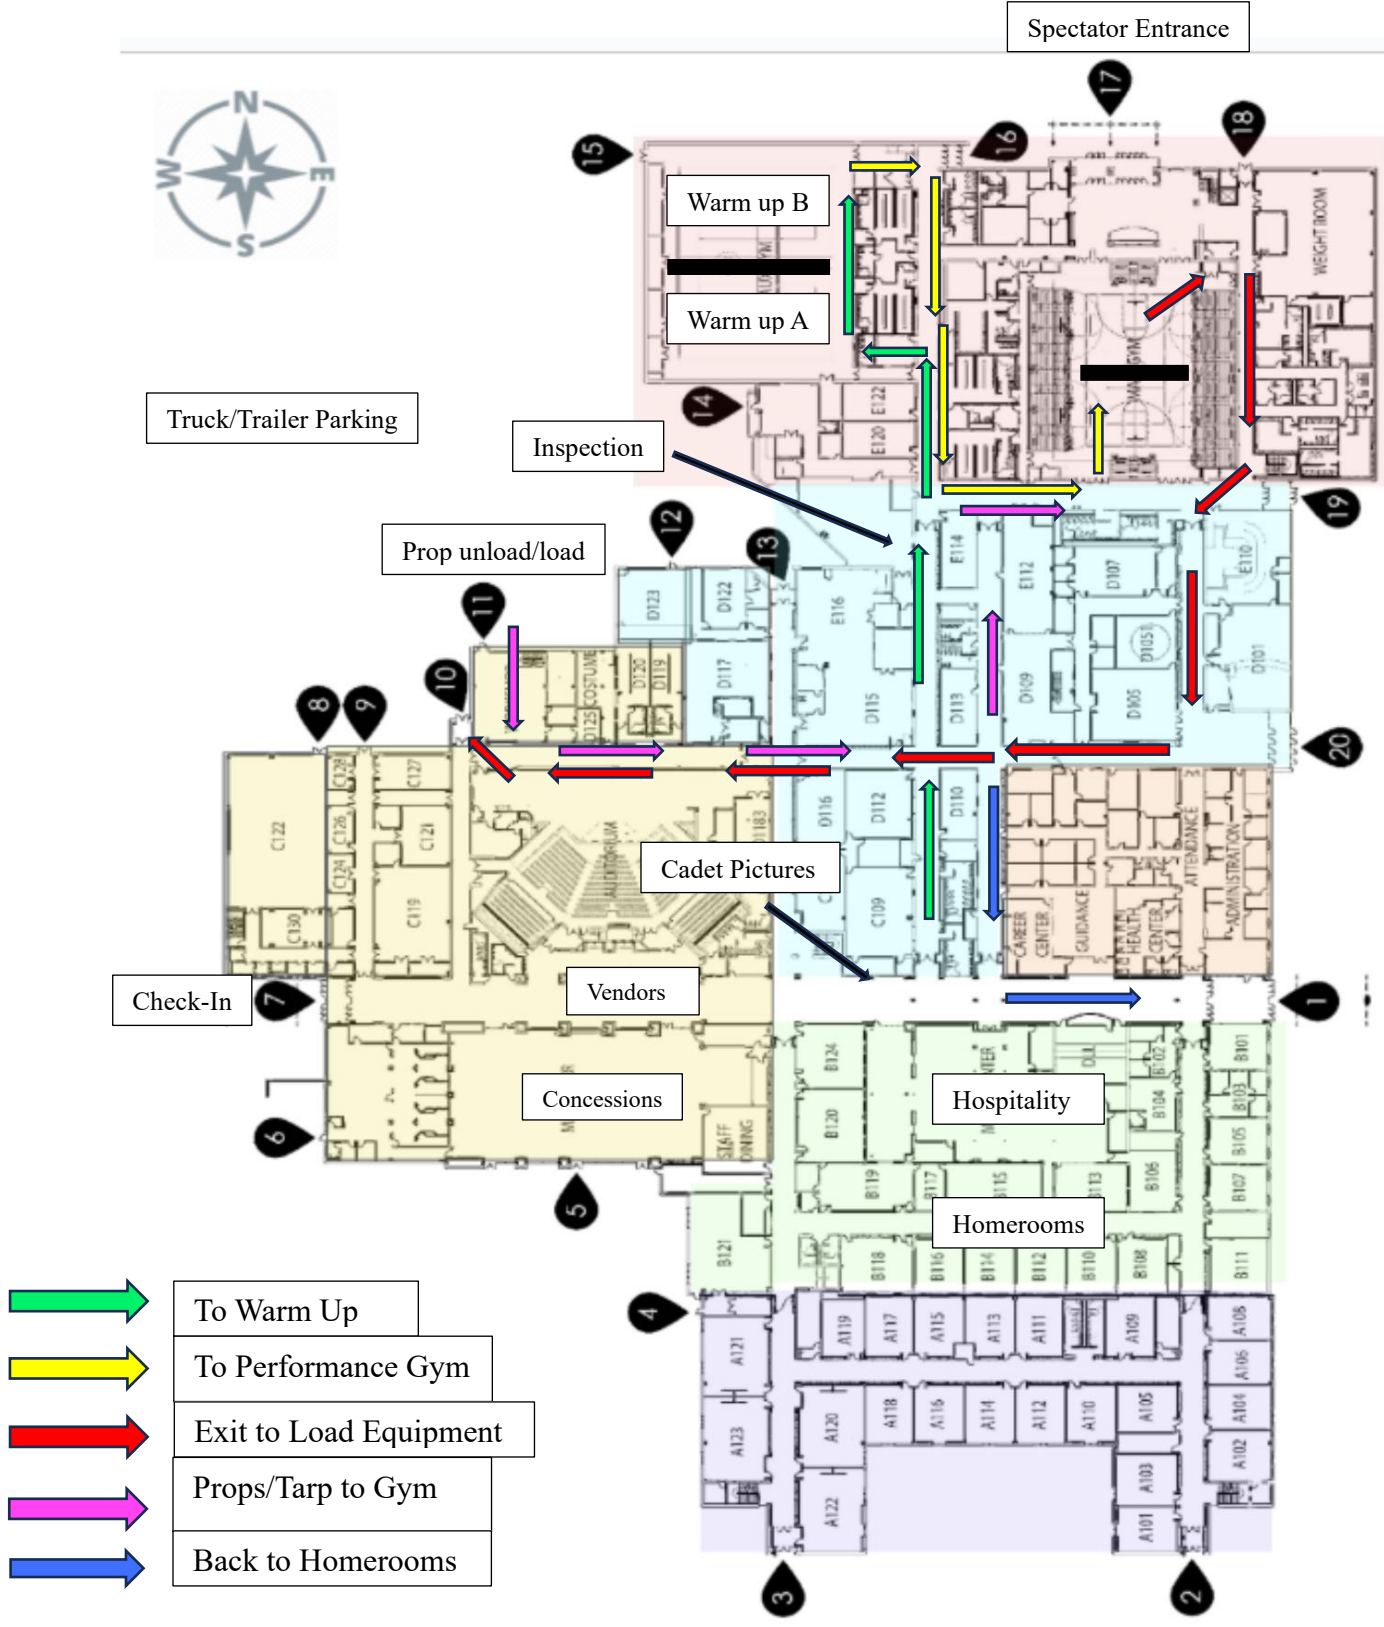 Spectator Entrance
N
W
E
S
17
18
16
15
Warm up B
WEIGHT ROOM
Warm up A
14
E122
E120
Truck/Trailer Parking
Inspection
19
12
13
Prop unload/load
E114
E112
D107
E110
11
D123
D122
E116
D1051
D101
10
D120
D119
D117
D125
COSTUME
D115
D113
D109
D105
8
9
20
C128
C127
C122
C126
C121
C124
C130
C119
AUDITORIUM
D1183
D116
D112
D110
C109
Cadet Pictures
CAREER
CENTER
GUIDANCE
HEALTH
CENTER
ATTENDANCE
ADMINISTRATION
Check-In
7
Vendors
1
Concessions
6
STAFF
DINING
5
B124
B120
B119
B117
B115
B113
B106
B104
B102
B101
B103
B105
B107
Hospitality
Homerooms
B121
B118
B116
B114
B112
B110
B108
B111
4
A121
A119
A117
A115
A113
A111
A109
A108
A106
A123
A120
A118
A116
A114
A112
A110
A105
A104
A102
A122
A103
A101
3
2
To Warm Up
To Performance Gym
Exit to Load Equipment
Props/Tarp to Gym
Back to Homerooms